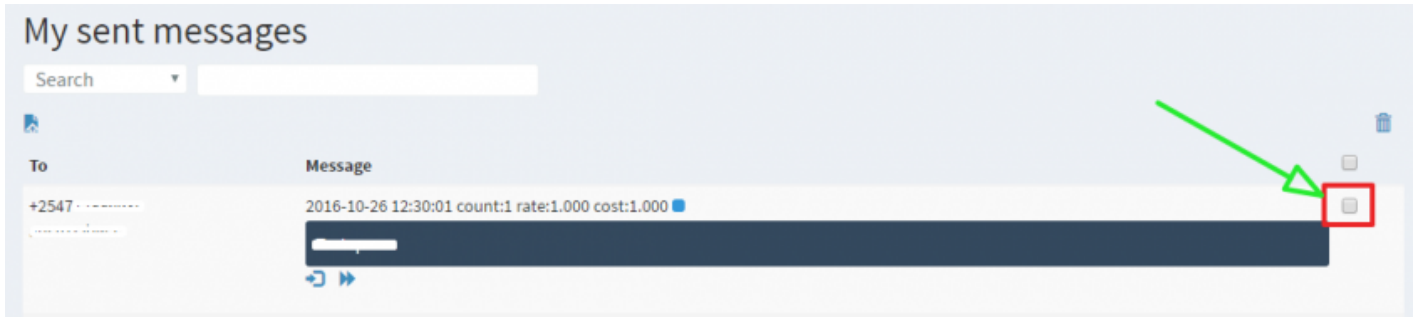 My sent messages
Search
To Message
+2547
2016-10-26 12:30:01 count:1 rate:1.000 cost:1.000